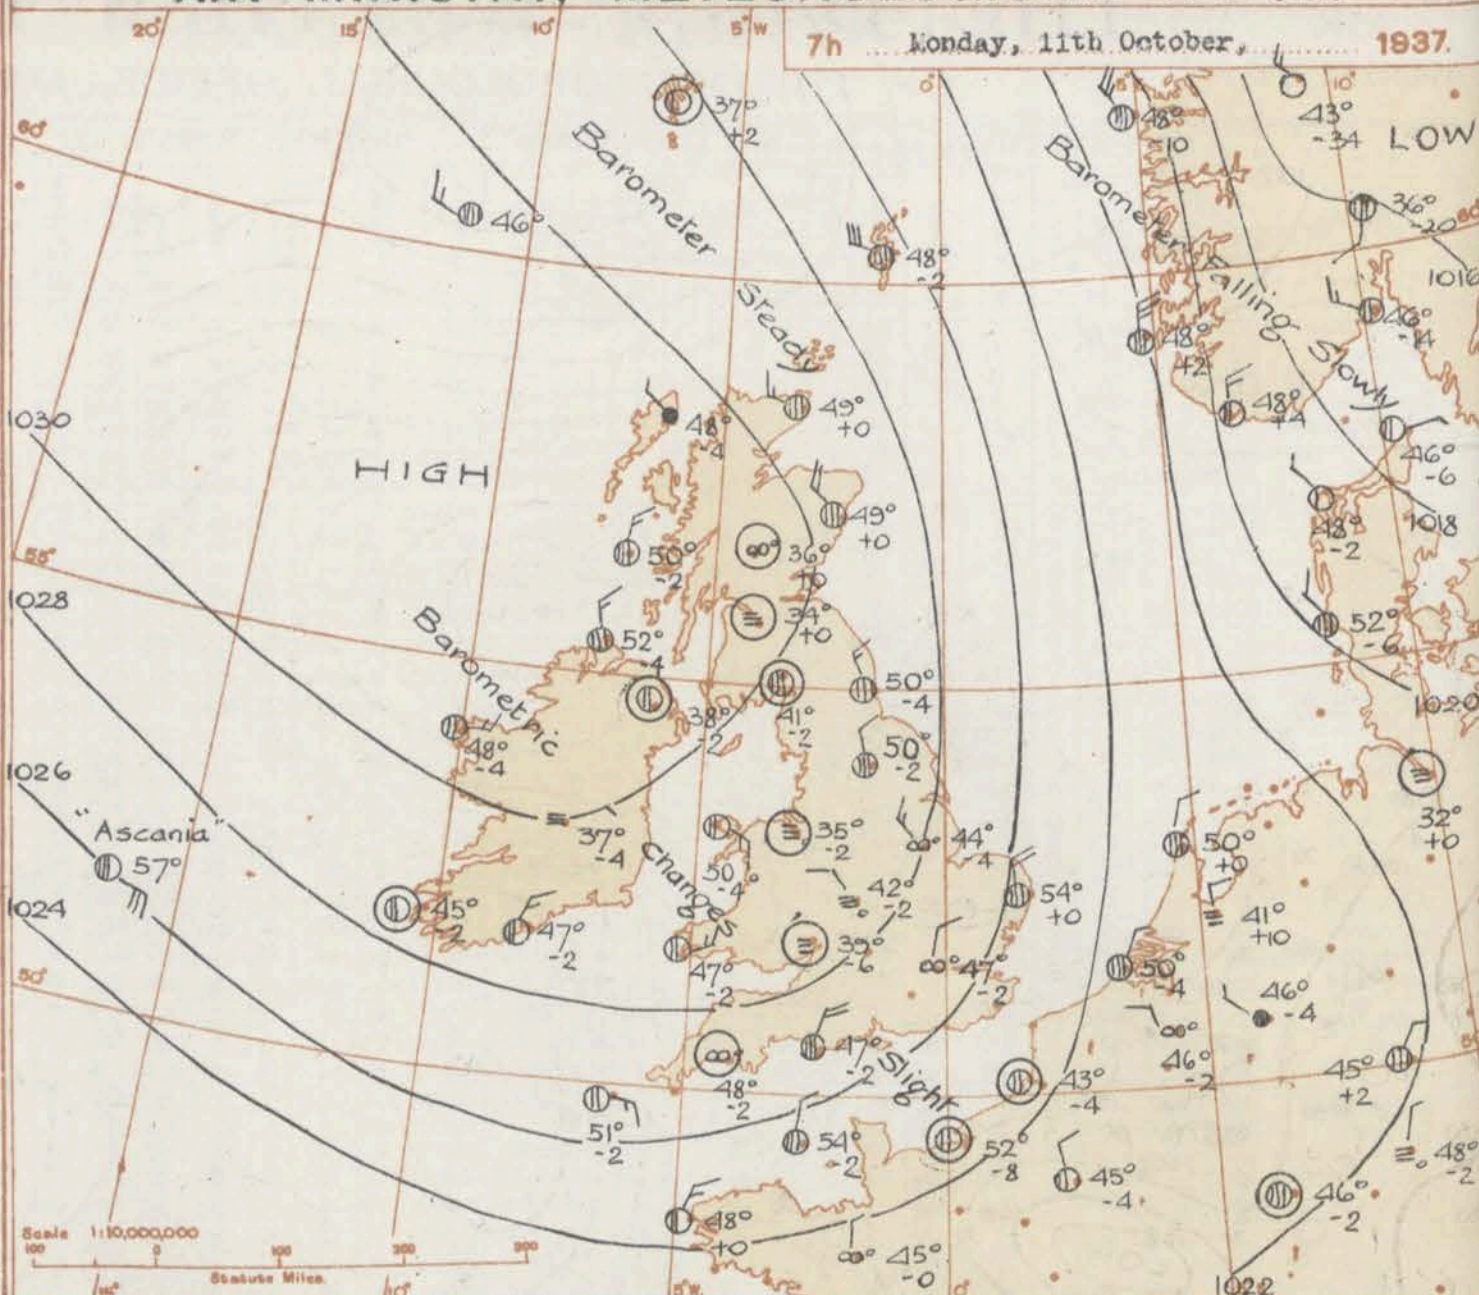 20° 15° 10° 5° W
7h Monday, 11th October, 1937.
0° 5° 10°
37° +2
48° -10
43° -34
LOW
60°
46°
Barometer
Barometer
36° -20
60°
48° -2
Falling
1016
Steady
48° +2
46° -14
Slowly
1030
48° -4
49° +0
48° +4
46° -6
HIGH
49° +0
48° -2
1018
55°
50° -2
∞° 36° +0
1028
34° +0
52° -6
Barometric
52° -4
38° -2
41° -2
50° -4
1020
48° -4
50° -2
1026
"Ascania"
57°
37° -4
Changes
50 -4°
35° -2
∞° 44° -4
50° +0
32° +0
1024
45° -2
47° -2
42° -2
54° +0
41° +10
47° -2
39° -6
∞° 47° -2
50° -4
46° -4
50°
∞° 48° -2
47° -2
Slight
43° -4
∞° 46° -2
45° +2
51° -2
54° -2
52° -8
45° -4
48° -2
48° +0
∞° 45° -0
46° -2
Scale 1:10,000,000
100 0 100 200 300
Statute Miles.
15° 10° 5° W. 0°
1022